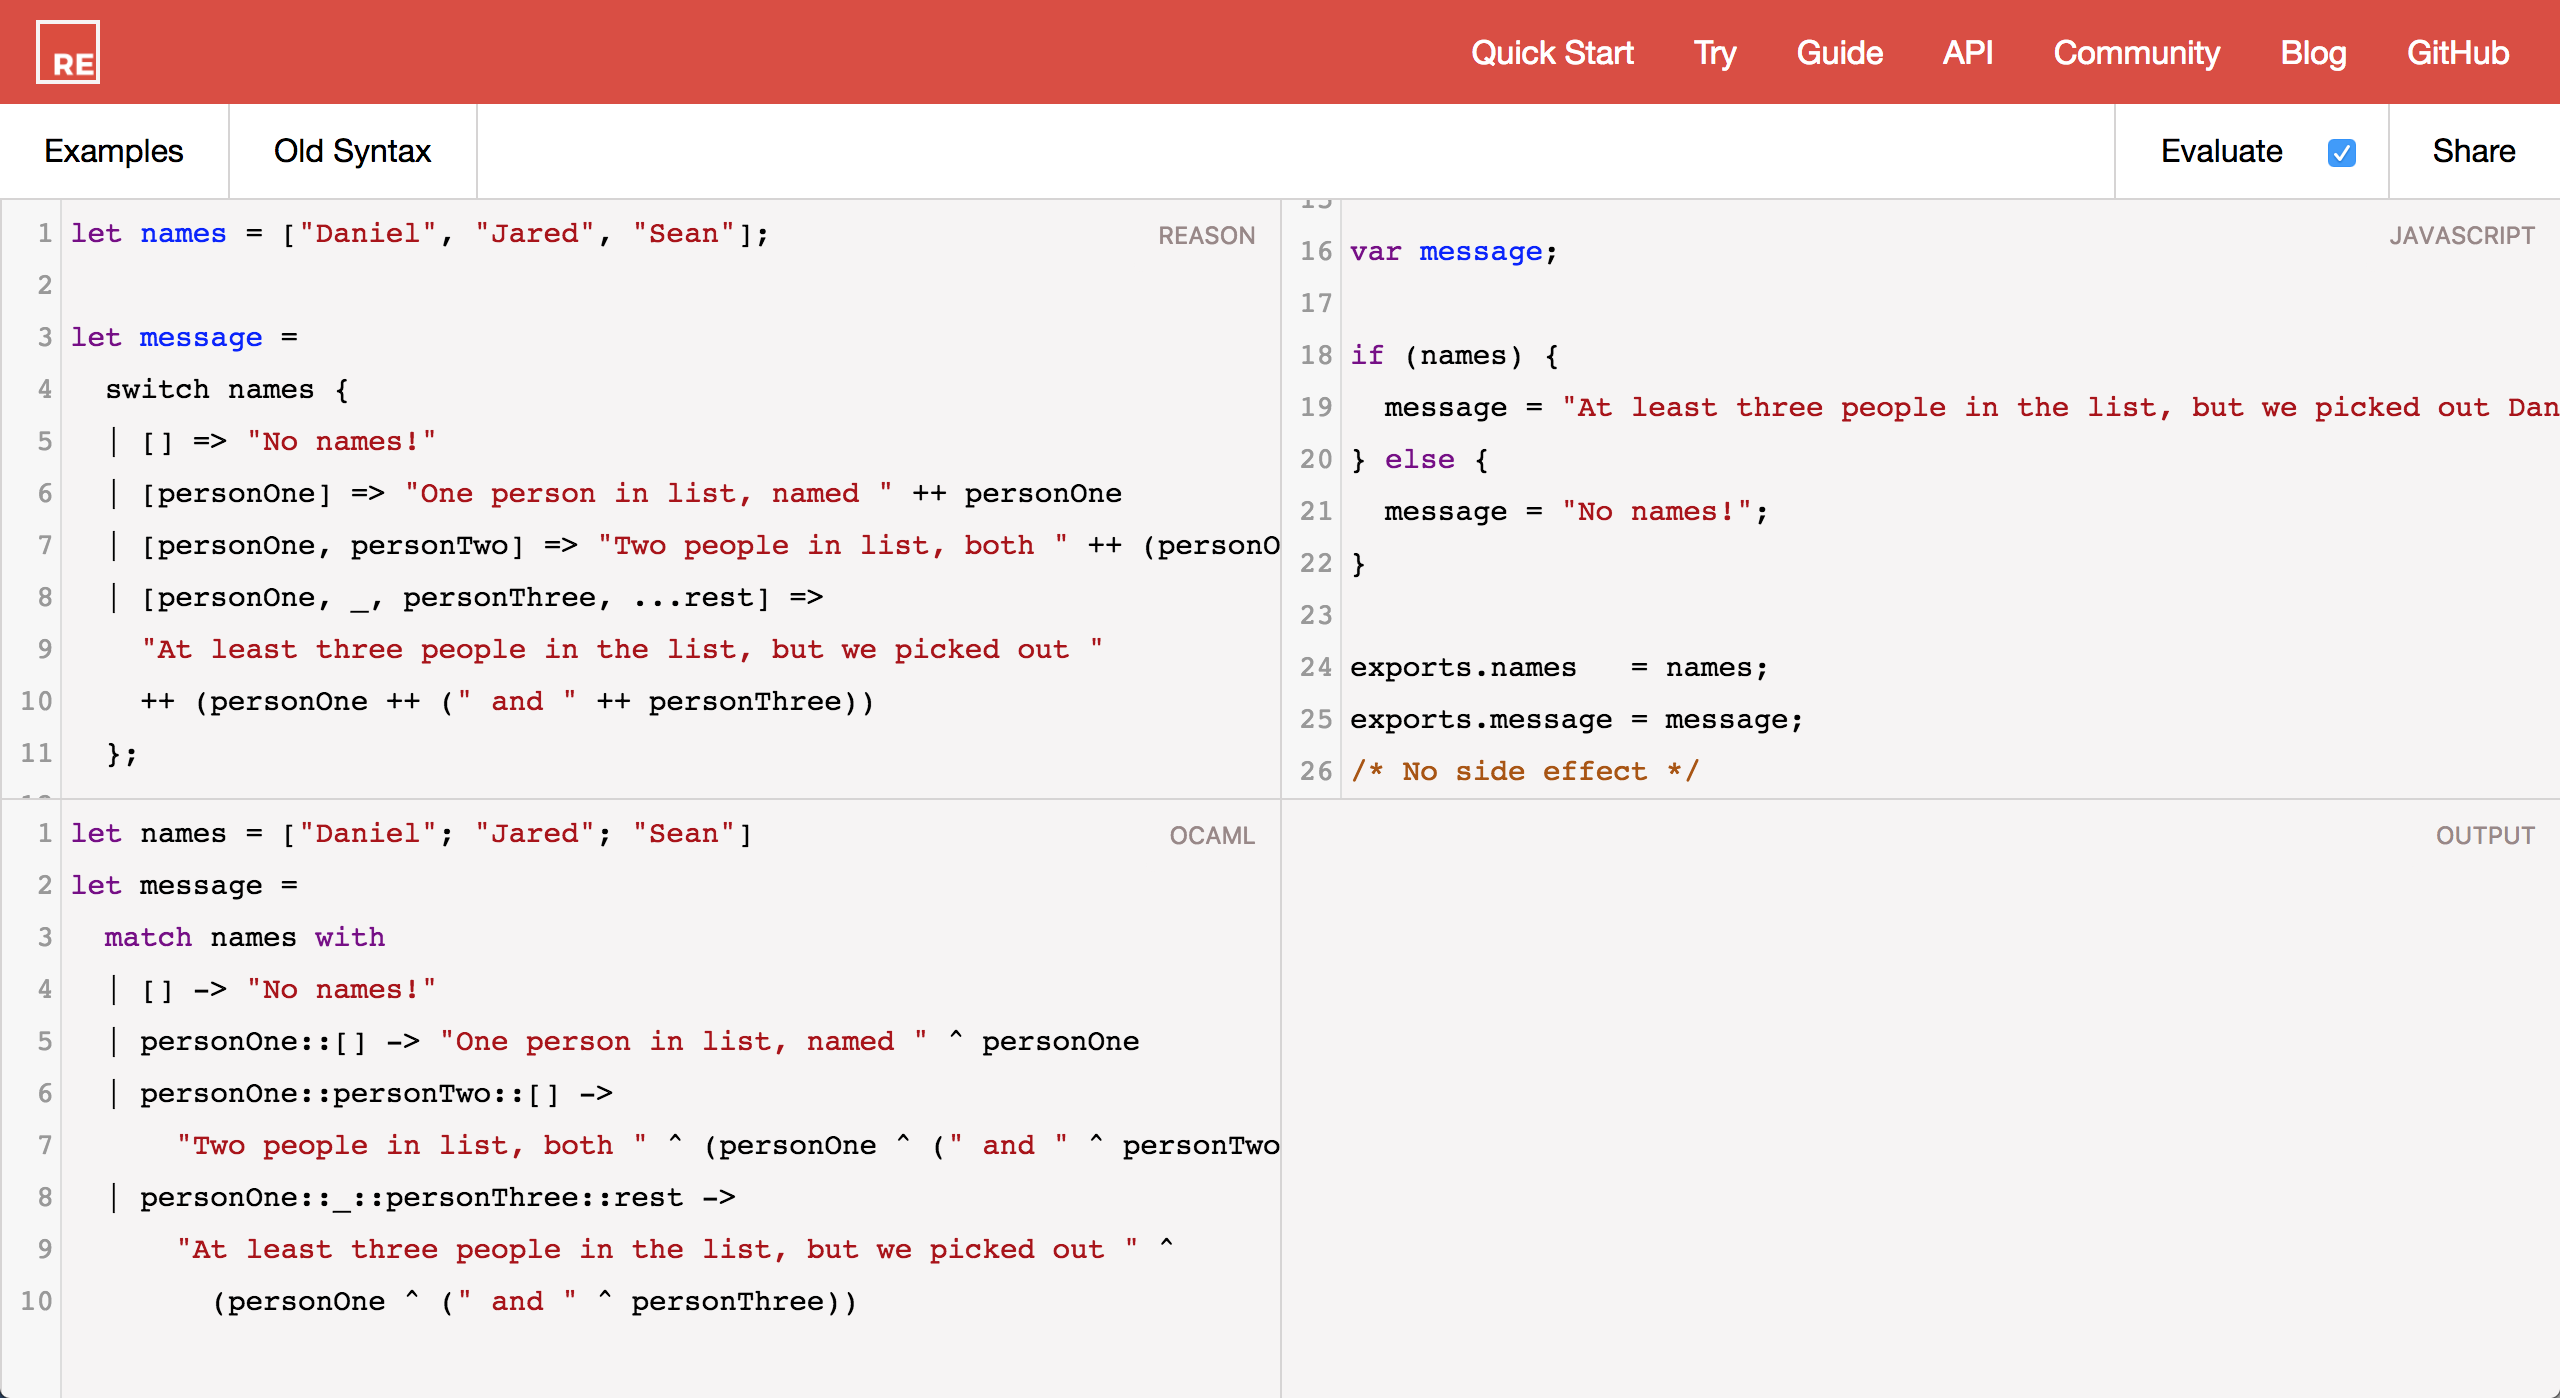 RE
Quick Start Try Guide API Community Blog GitHub
Examples Old Syntax Evaluate Share
REASON
1 let names = ["Daniel", "Jared", "Sean"];
2
3 let message =
4 switch names {
5 | [] => "No names!"
6 | [personOne] => "One person in list, named " ++ personOne
7 | [personOne, personTwo] => "Two people in list, both " ++ (personO
8 | [personOne, _, personThree, ...rest] =>
9 "At least three people in the list, but we picked out "
10 ++ (personOne ++ (" and " ++ personThree))
11 };
JAVASCRIPT
16 var message;
17
18 if (names) {
19 message = "At least three people in the list, but we picked out Dan
20 } else {
21 message = "No names!";
22 }
23
24 exports.names   = names;
25 exports.message = message;
26 /* No side effect */
OCAML
1 let names = ["Daniel"; "Jared"; "Sean"]
2 let message =
3 match names with
4 | [] -> "No names!"
5 | personOne::[] -> "One person in list, named " ^ personOne
6 | personOne::personTwo::[] ->
7 "Two people in list, both " ^ (personOne ^ (" and " ^ personTwo
8 | personOne::_::personThree::rest ->
9 "At least three people in the list, but we picked out " ^
10 (personOne ^ (" and " ^ personThree))
OUTPUT